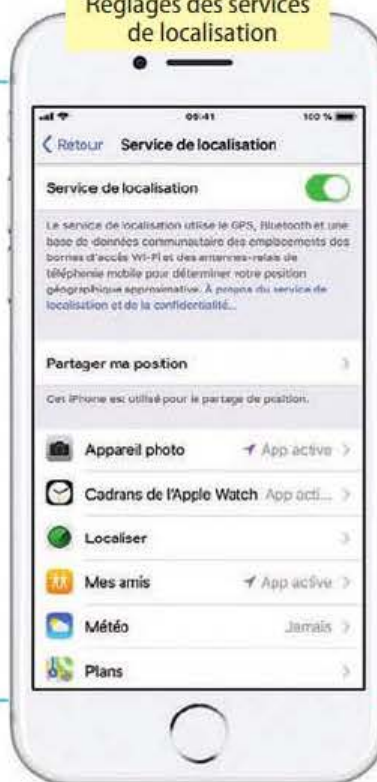 Réglages des services
de localisation
09:41
100 %
Retour Service de localisation
Service de localisation
Le service de localisation utilise le GPS, Bluetooth et une
base de données communautaire des emplacements des
bornes d'accès Wi-Fi et des antennes-relais de
téléphonie mobile pour déterminer votre position
géographique approximative. À propos du service de
localisation et de la confidentialité...
Partager ma position
Cet iPhone est utilisé pour le partage de position.
Appareil photo App active
Cadrans de l'Apple Watch App acti...
Localiser
Mes amis App active
Météo Jamais
Plans